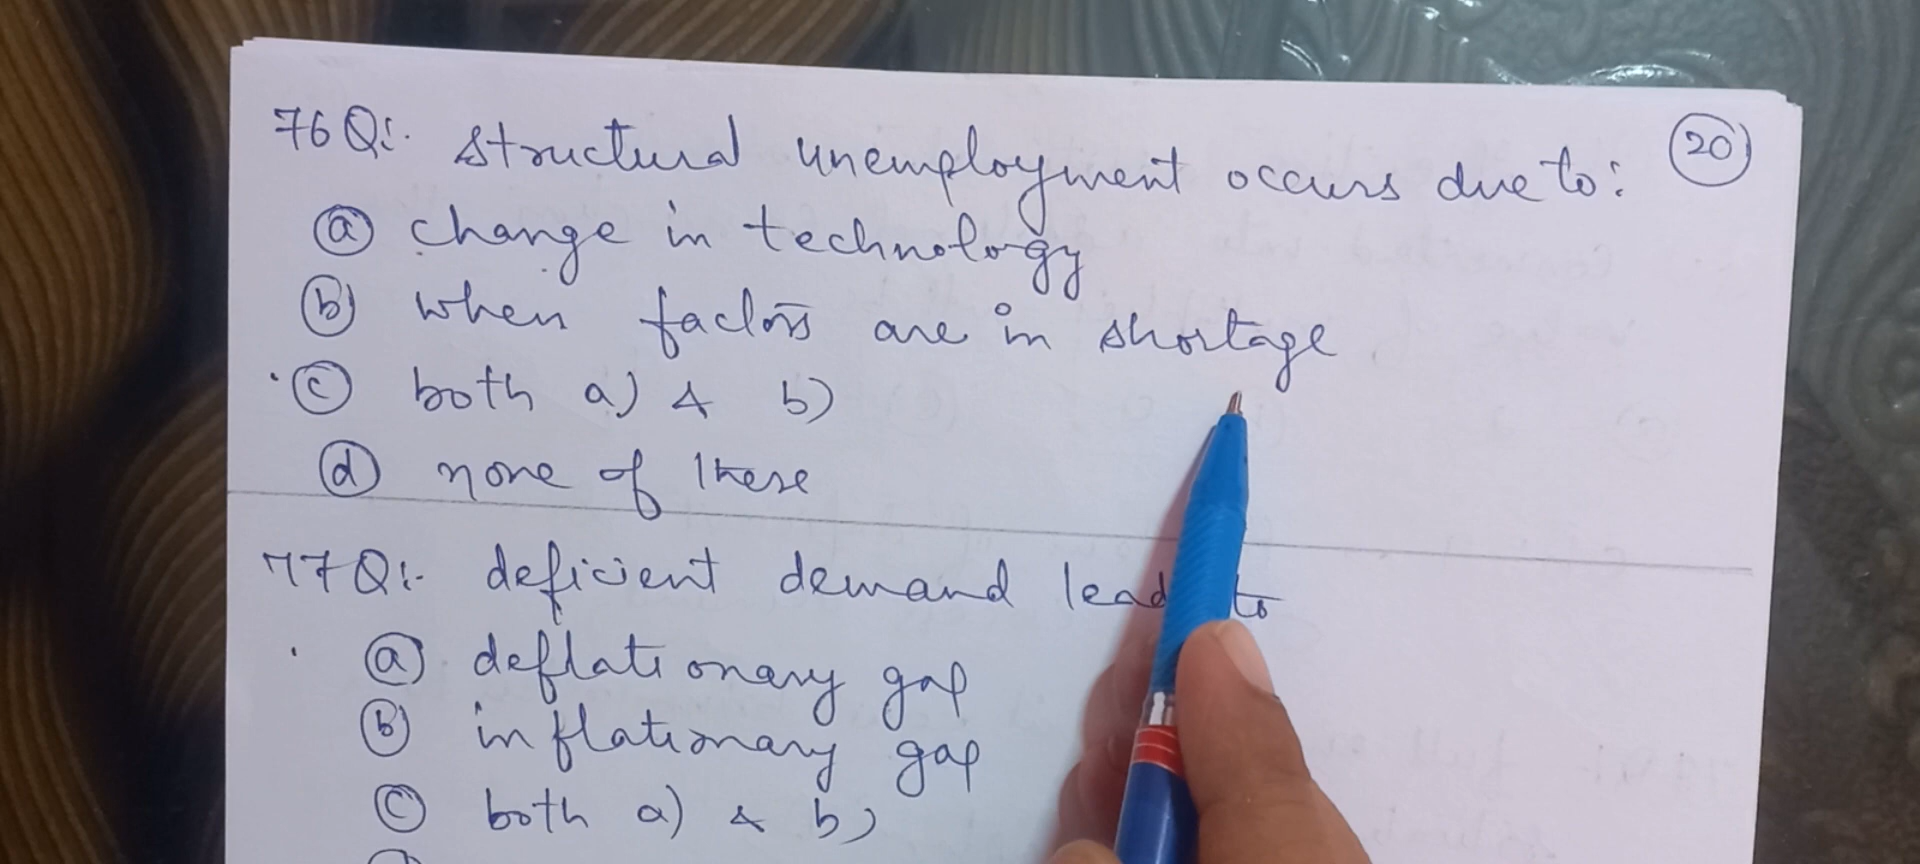 76Q:- structural unemployment occurs due to: 20
a change in technology
b when factors are in shortage
c both a) & b)
d none of these
77Q:- deficient demand lead to
a deflationary gap
b inflationary gap
c both a) & b)